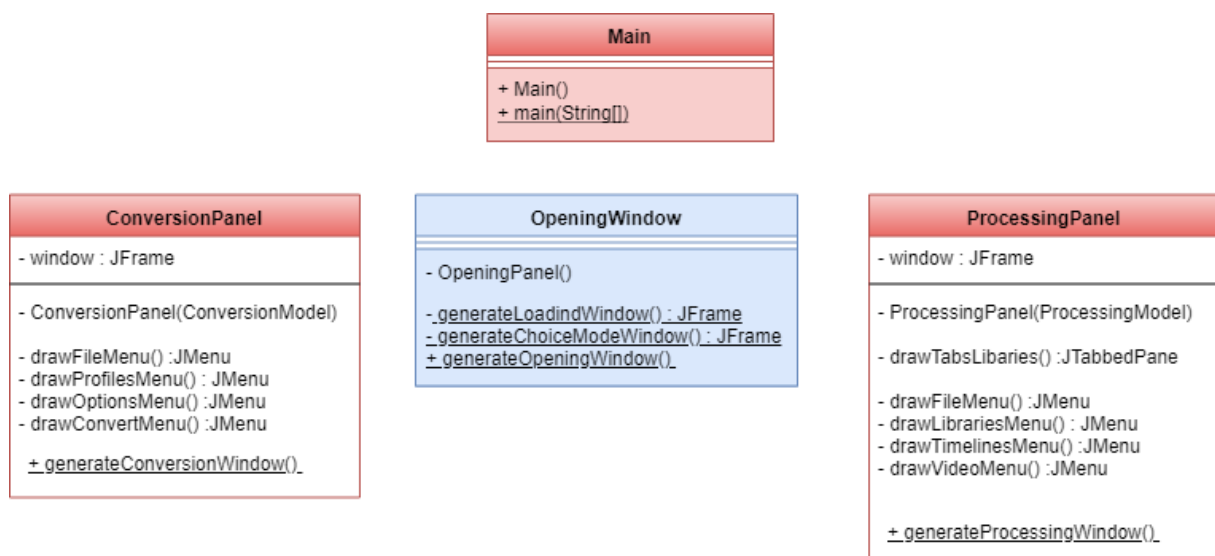 Main
+ Main()
+ main(String[])
ConversionPanel
- window : JFrame
- ConversionPanel(ConversionModel)
- drawFileMenu() :JMenu
- drawProfilesMenu() : JMenu
- drawOptionsMenu() :JMenu
- drawConvertMenu() :JMenu
+ generateConversionWindow()
OpeningWindow
- OpeningPanel()
- generateLoadindWindow() : JFrame
- generateChoiceModeWindow() : JFrame
+ generateOpeningWindow()
ProcessingPanel
- window : JFrame
- ProcessingPanel(ProcessingModel)
- drawTabsLibaries() :JTabbedPane
- drawFileMenu() :JMenu
- drawLibrariesMenu() : JMenu
- drawTimelinesMenu() :JMenu
- drawVideoMenu() :JMenu
+ generateProcessingWindow()